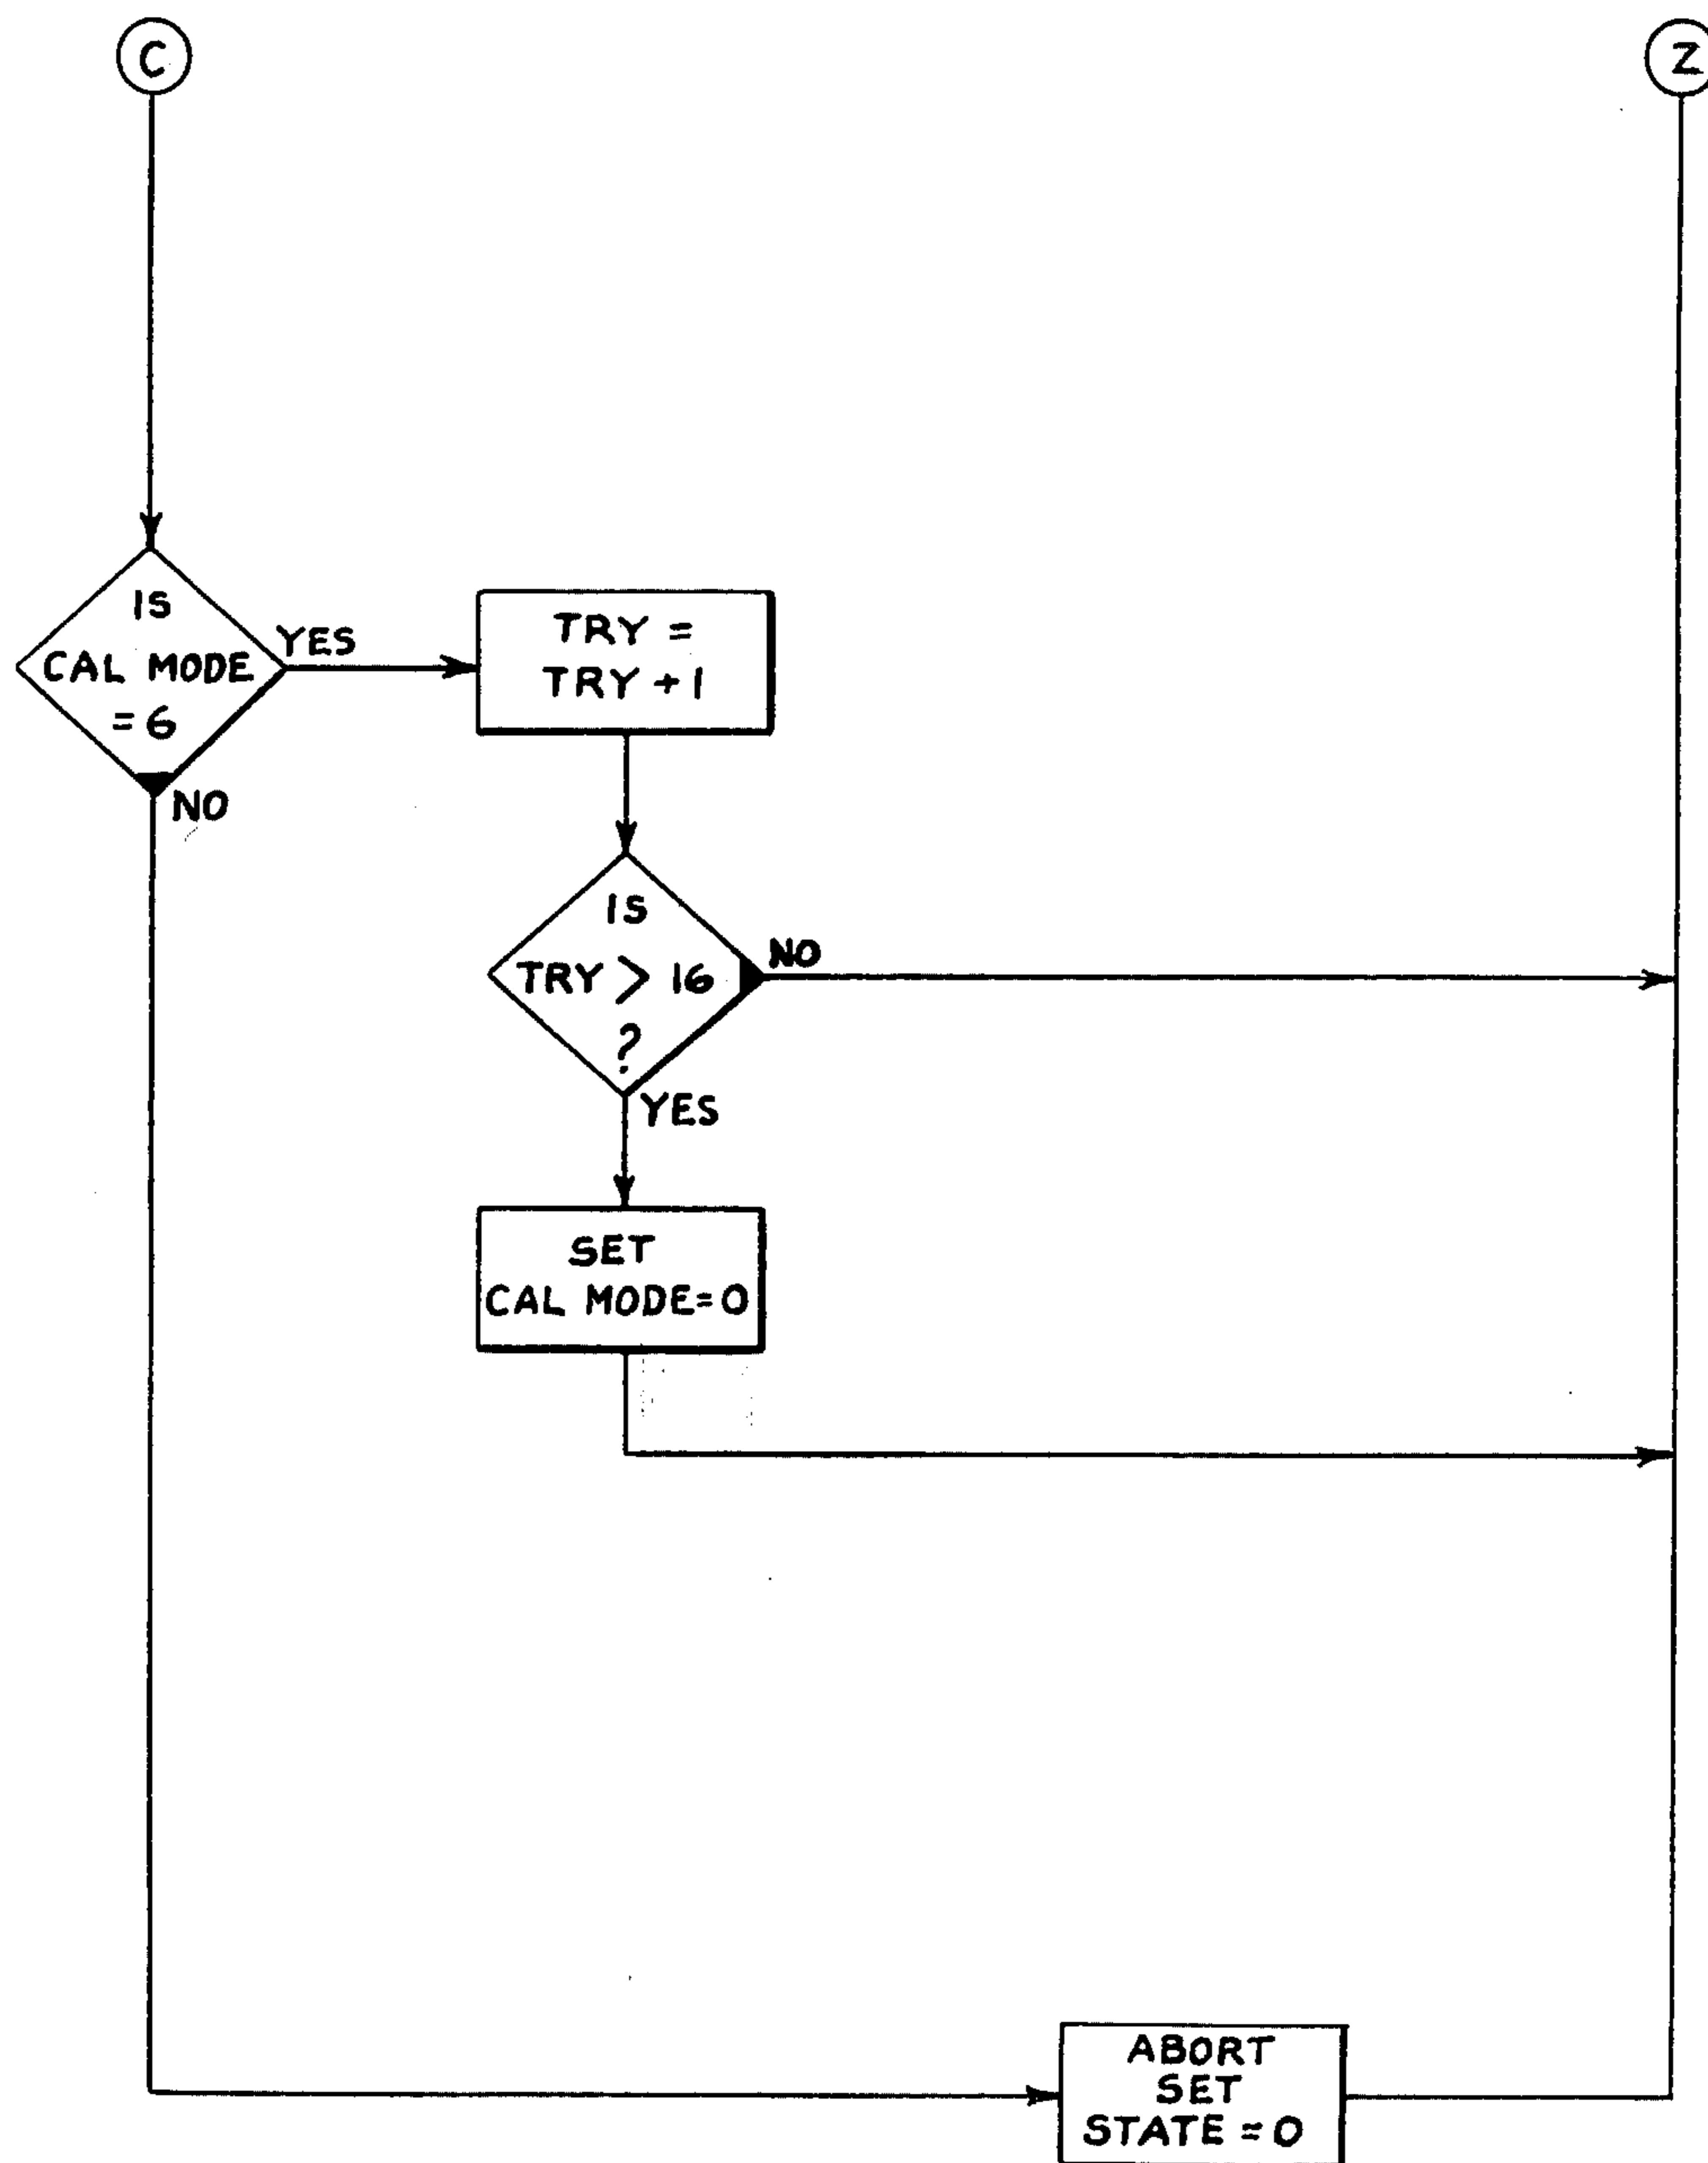 C
Z
IS
CAL MODE
= 6
YES
NO
TRY =
TRY + 1
IS
TRY > 16
?
NO
YES
SET
CAL MODE=0
ABORT
SET
STATE = 0